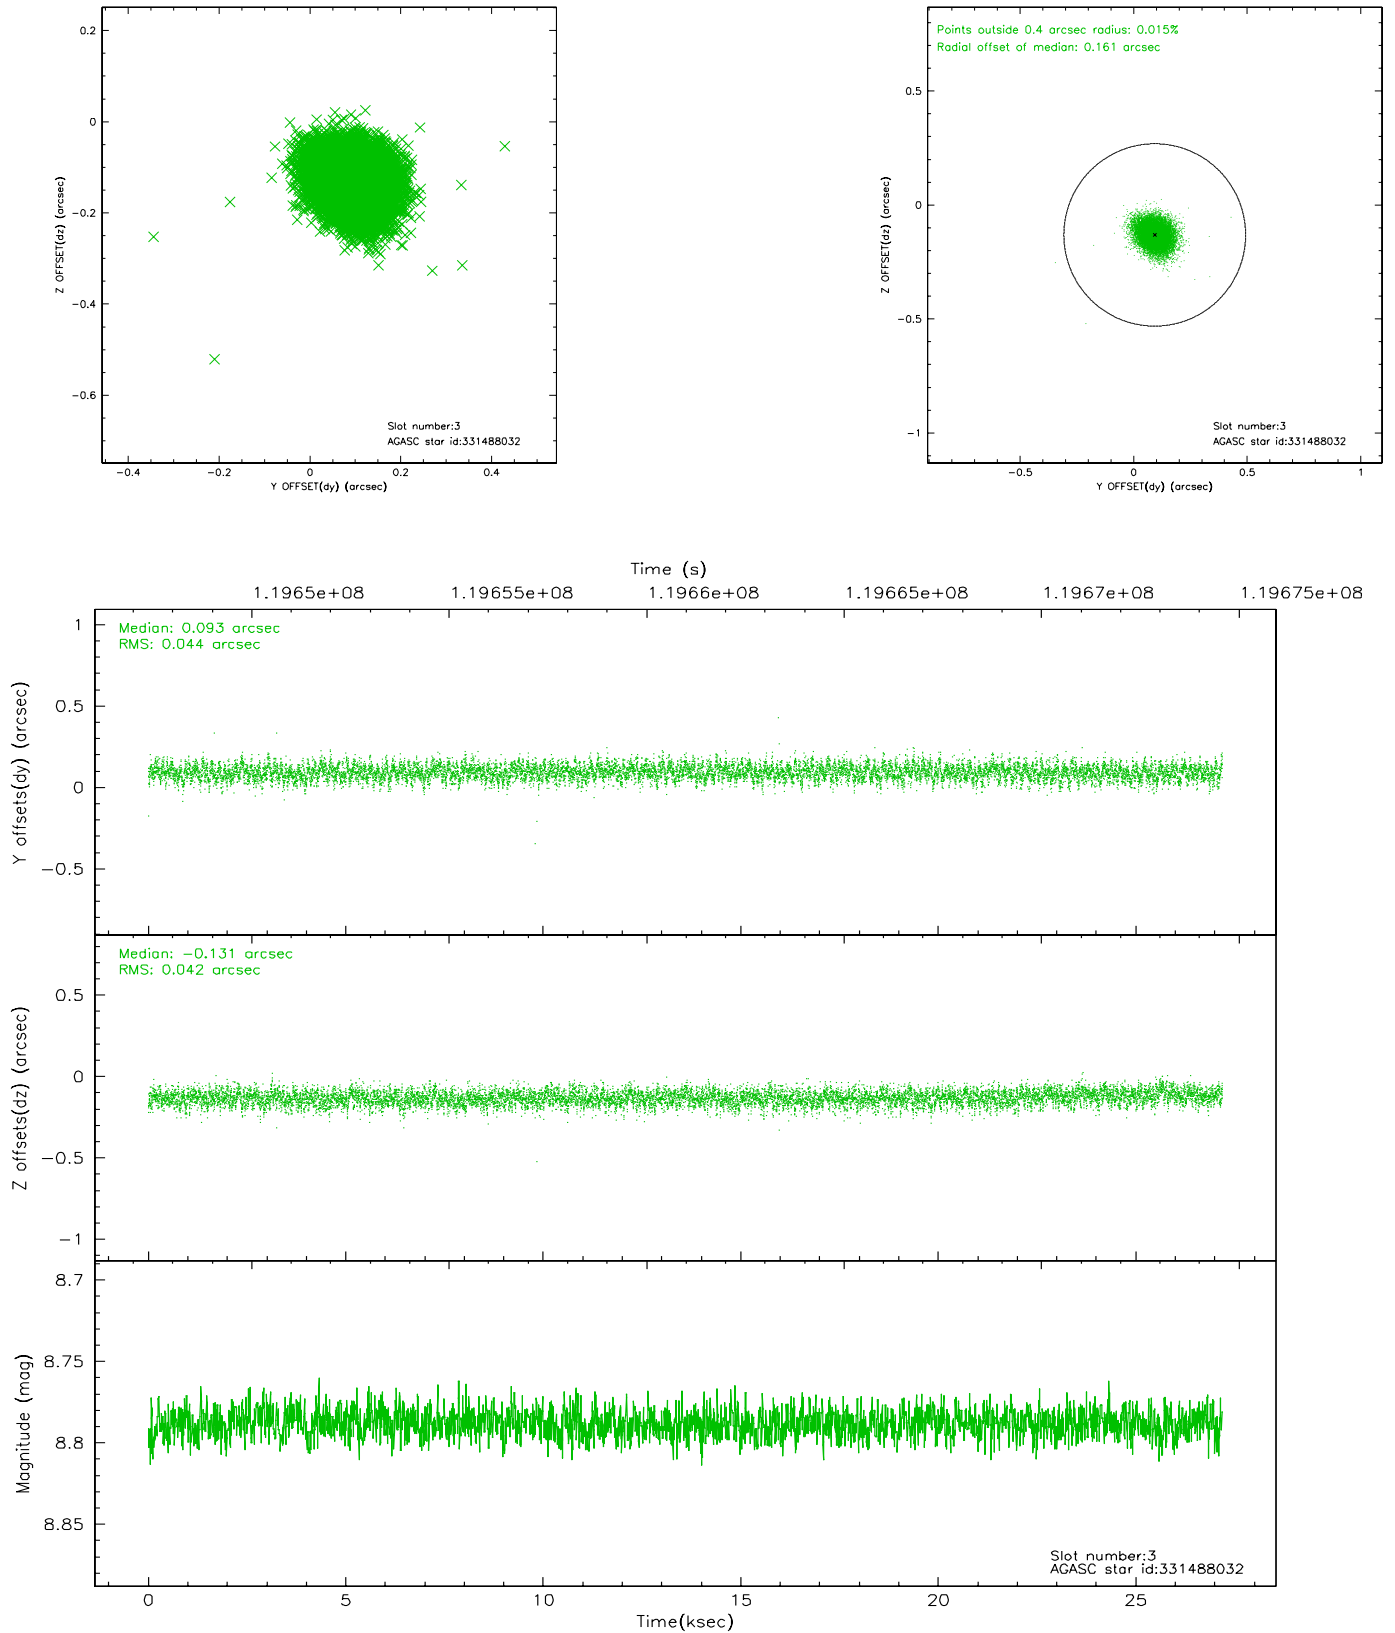 0.2
0
−0.2
−0.4
−0.6
Z OFFSET(dz) (arcsec)
Slot number:3
AGASC star id:331488032
−0.4 −0.2 0 0.2 0.4
Y OFFSET(dy) (arcsec)
Points outside 0.4 arcsec radius: 0.015%
Radial offset of median: 0.161 arcsec
0.5
0
−0.5
−1
Z OFFSET(dz) (arcsec)
Slot number:3
AGASC star id:331488032
−0.5 0 0.5 1
Y OFFSET(dy) (arcsec)
Time (s)
1.1965e+08 1.19655e+08 1.1966e+08 1.19665e+08 1.1967e+08 1.19675e+08
Median: 0.093 arcsec
RMS: 0.044 arcsec
1
0.5
0
−0.5
Y offsets(dy) (arcsec)
Median: −0.131 arcsec
RMS: 0.042 arcsec
0.5
0
−0.5
−1
Z offsets(dz) (arcsec)
8.7
8.75
8.8
8.85
Magnitude (mag)
Slot number:3
AGASC star id:331488032
0 5 10 15 20 25
Time(ksec)